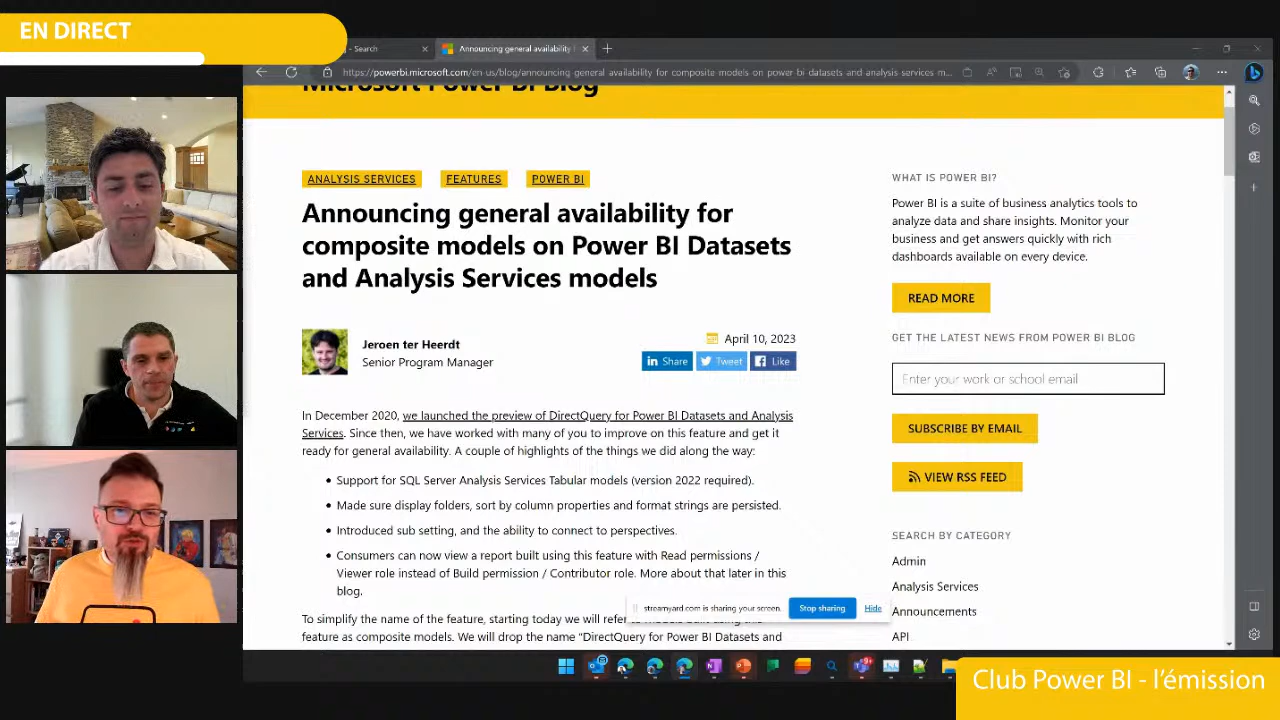 EN DIRECT
- Search
Announcing general availability
https://powerbi.microsoft.com/en-us/blog/announcing-general-availability-for-composite-models-on-power-bi-datasets-and-analysis-services-m...
Microsoft Power BI Blog
ANALYSIS SERVICES
FEATURES
POWER BI
Announcing general availability for
composite models on Power BI Datasets
and Analysis Services models
Jeroen ter Heerdt
Senior Program Manager
April 10, 2023
Share
Tweet
Like
In December 2020, we launched the preview of DirectQuery for Power BI Datasets and Analysis
Services. Since then, we have worked with many of you to improve on this feature and get it
ready for general availability. A couple of highlights of the things we did along the way:
• Support for SQL Server Analysis Services Tabular models (version 2022 required).
• Made sure display folders, sort by column properties and format strings are persisted.
• Introduced sub setting, and the ability to connect to perspectives.
• Consumers can now view a report built using this feature with Read permissions /
Viewer role instead of Build permission / Contributor role. More about that later in this
blog.
To simplify the name of the feature, starting today we will refer
feature as composite models. We will drop the name "DirectQuery for Power BI Datasets and
streamyard.com is sharing your screen.
Stop sharing
Hide
WHAT IS POWER BI?
Power BI is a suite of business analytics tools to
analyze data and share insights. Monitor your
business and get answers quickly with rich
dashboards available on every device.
READ MORE
GET THE LATEST NEWS FROM POWER BI BLOG
Enter your work or school email
SUBSCRIBE BY EMAIL
VIEW RSS FEED
SEARCH BY CATEGORY
Admin
Analysis Services
Announcements
API
Club Power BI - l'émission